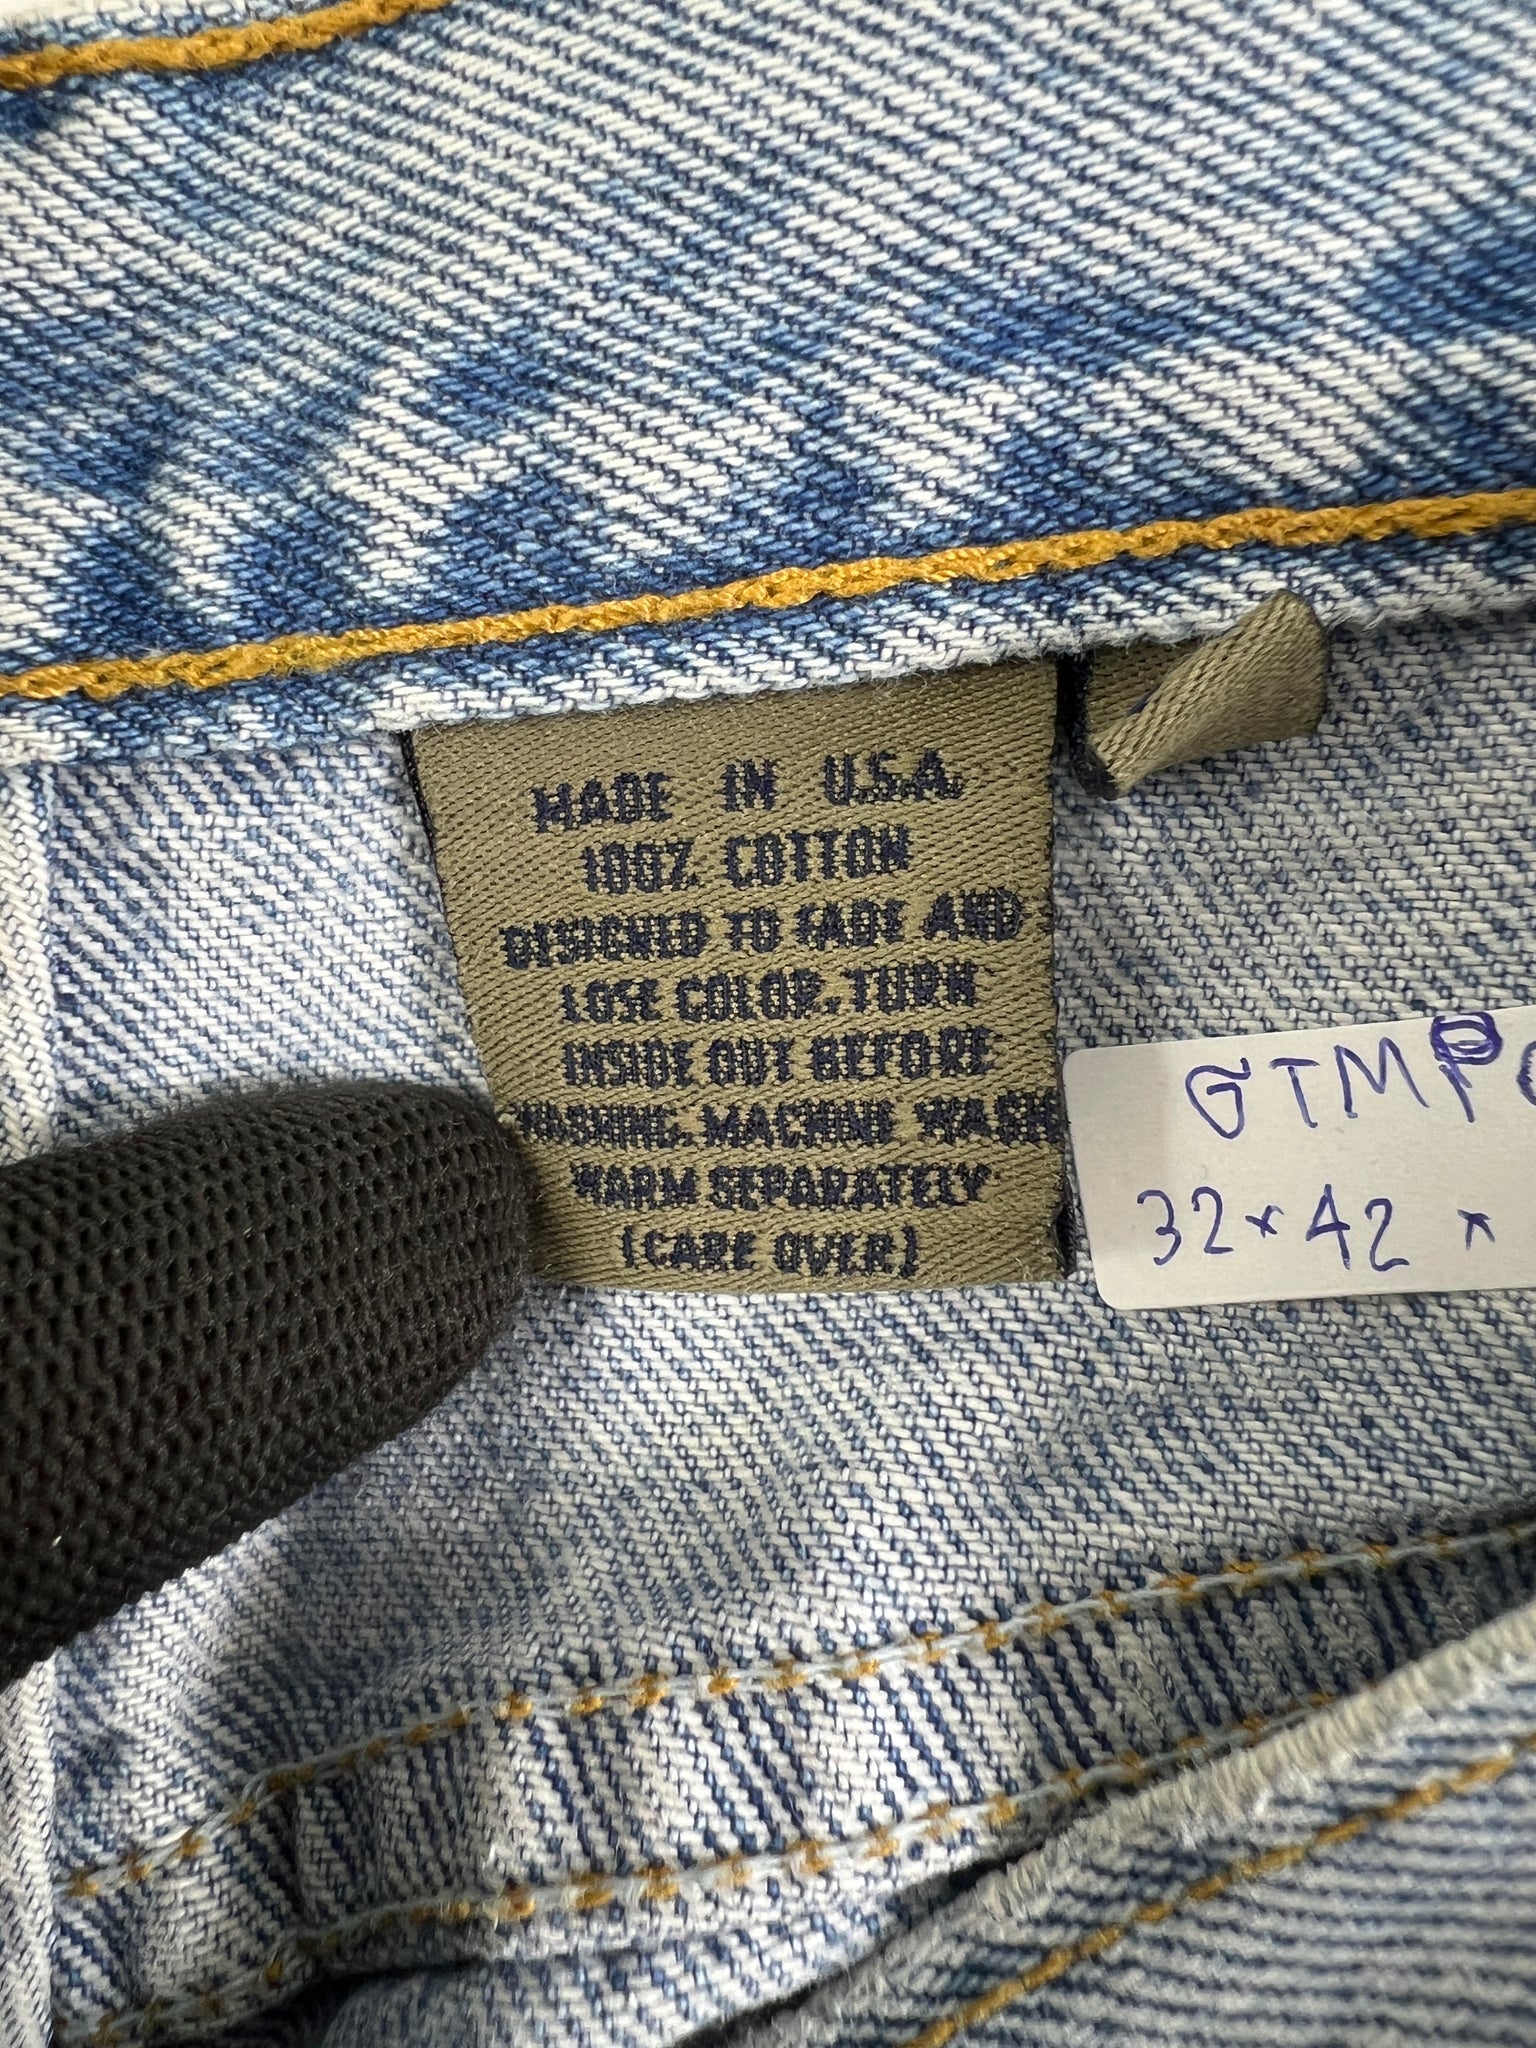 MADE IN U.S.A.
100% COTTON
DESIGNED TO FADE AND
LOSE COLOR. TURN
INSIDE OUT BEFORE
WASHING. MACHINE WASH
WARM SEPARATELY
(CARE OVER)
GTMP
32 x 42 x